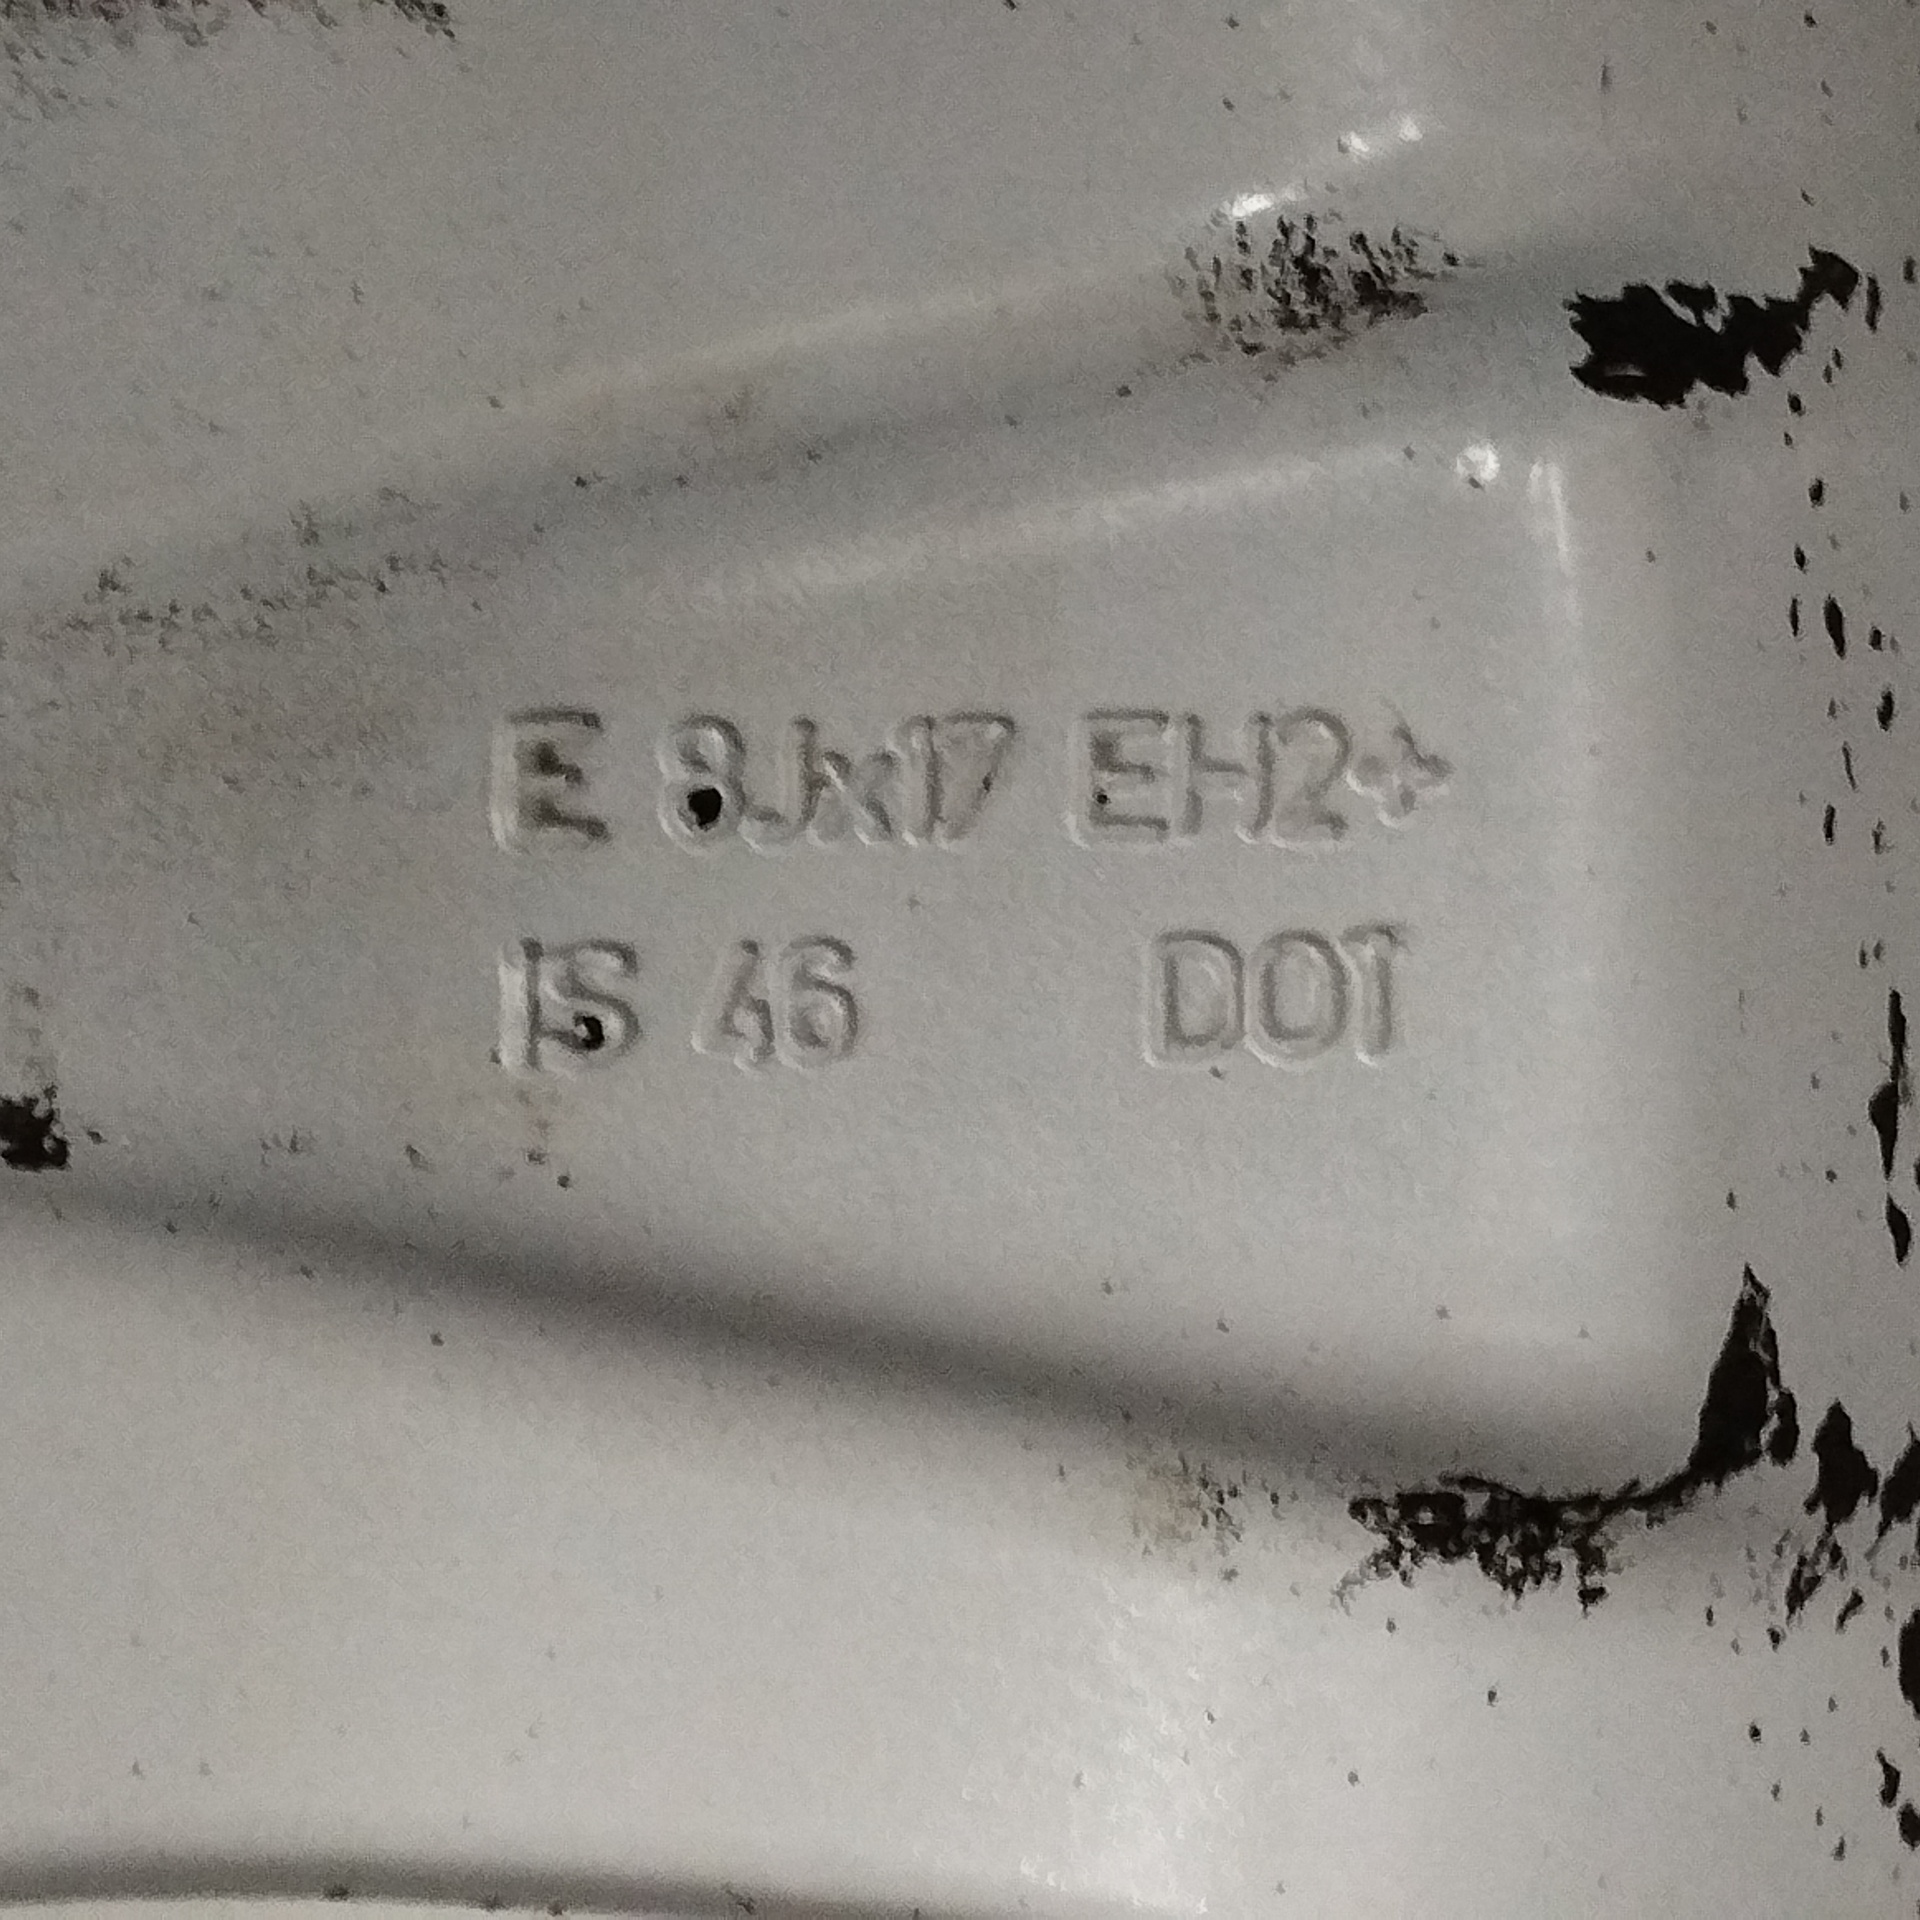 E 8Jx17 EH2+
IS 46 DOT